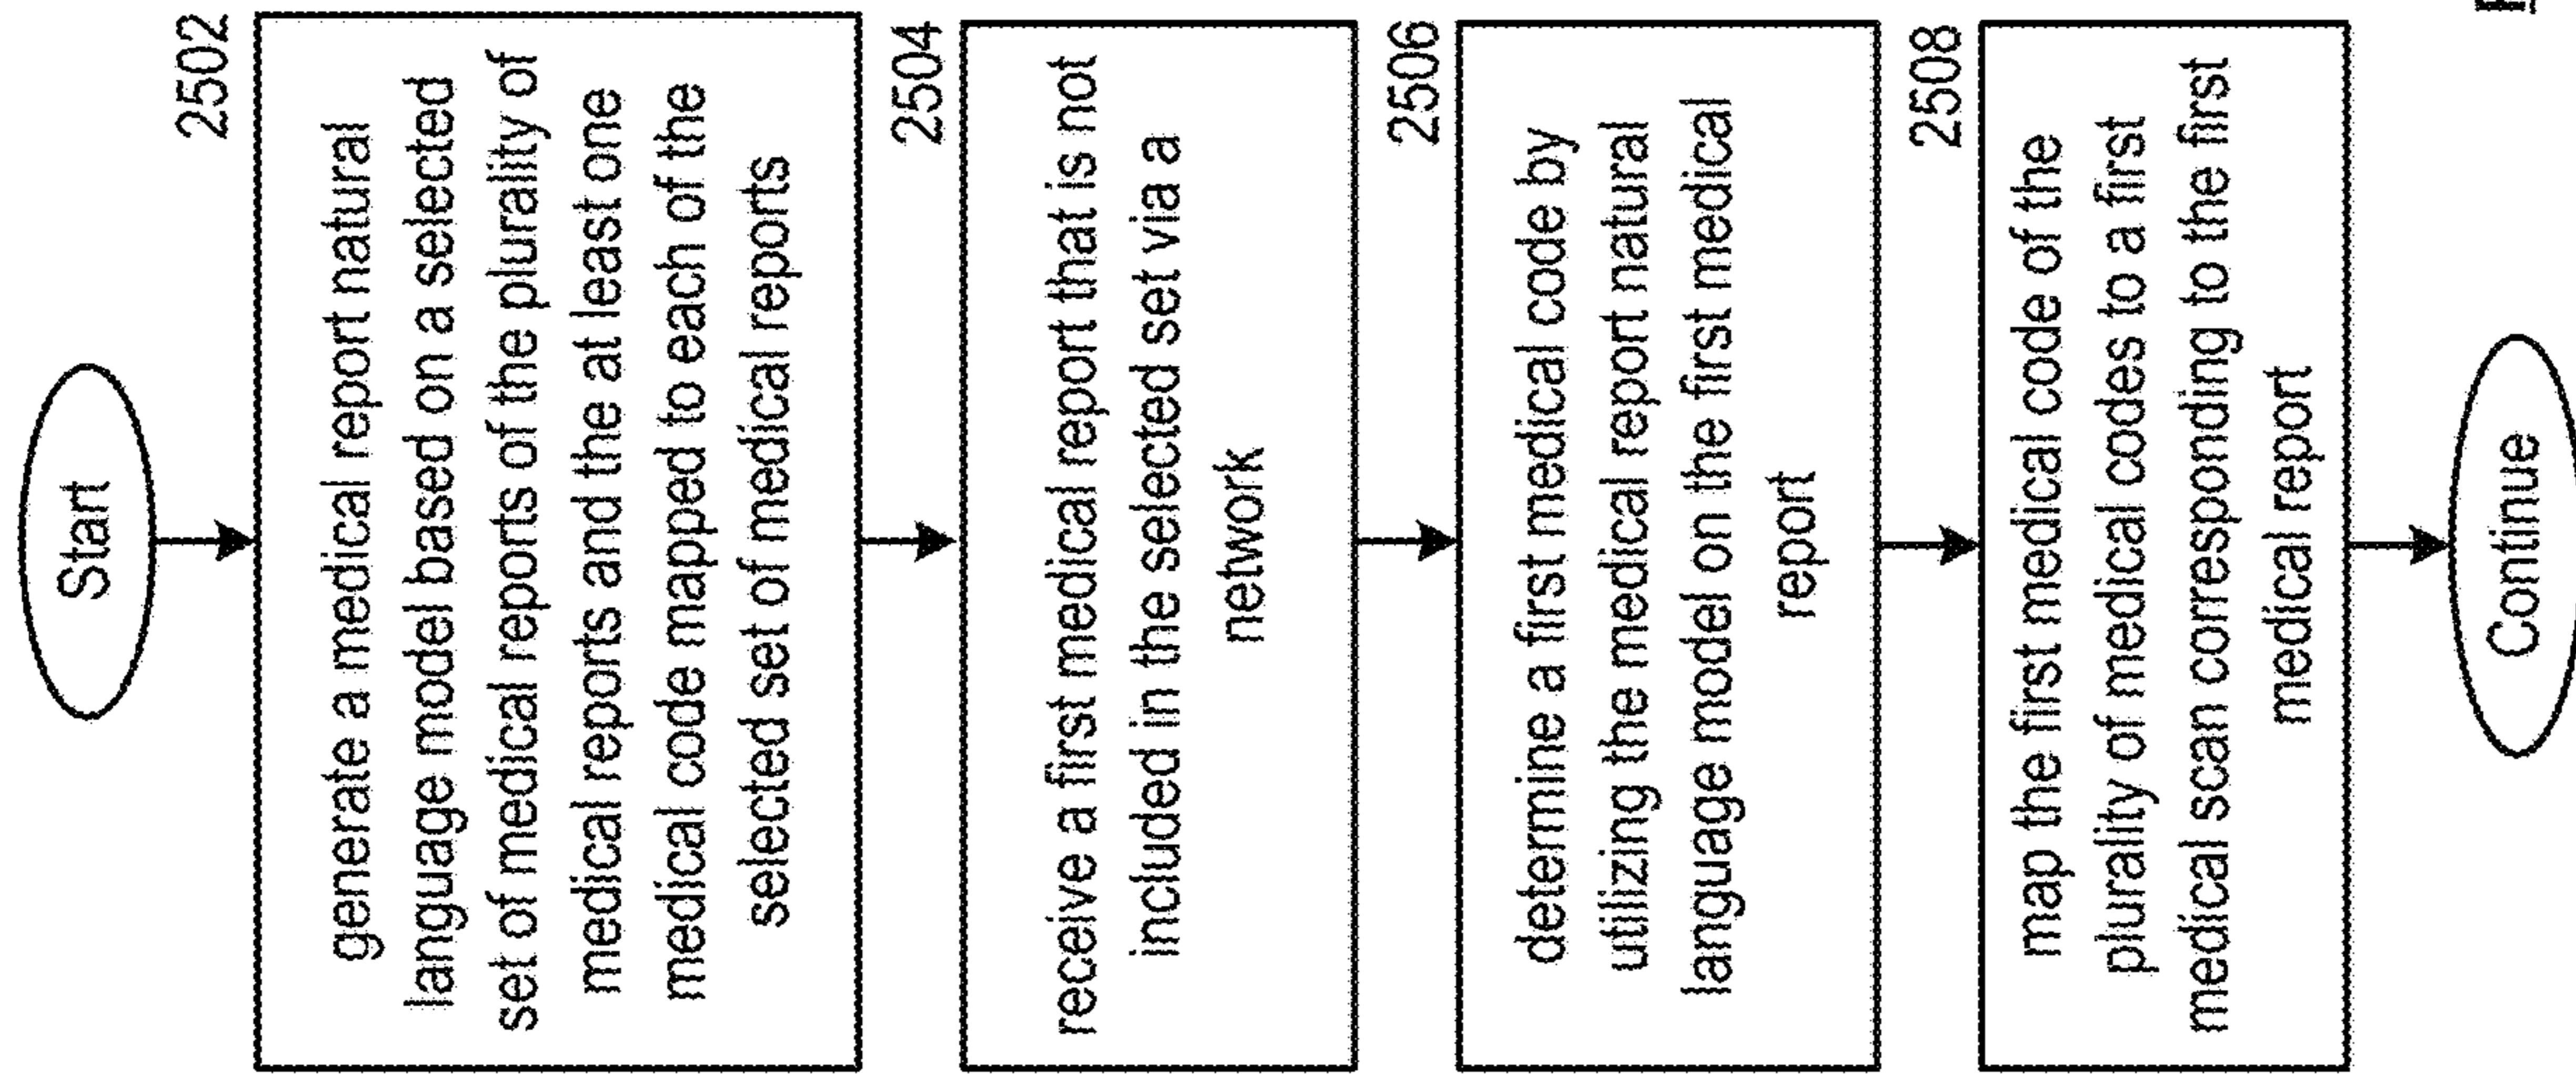 Start
2502
generate a medical report natural
language model based on a selected
set of medical reports of the plurality of
medical reports and the at least one
medical code mapped to each of the
selected set of medical reports
2504
receive a first medical report that is not
included in the selected set via a
network
2506
determine a first medical code by
utilizing the medical report natural
language model on the first medical
report
2508
map the first medical code of the
plurality of medical codes to a first
medical scan corresponding to the first
medical report
Continue